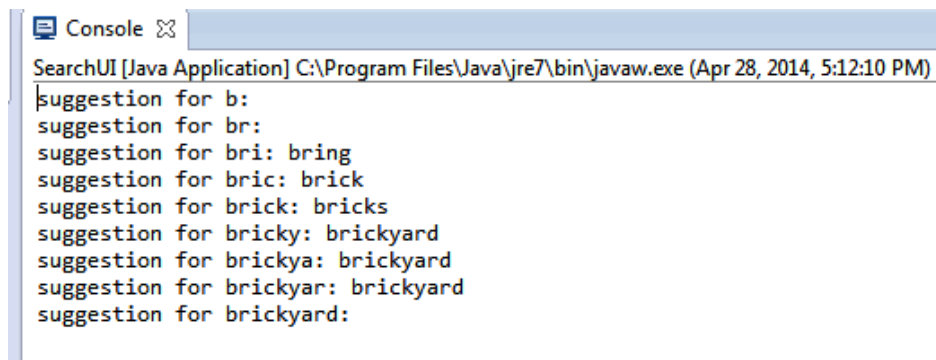 Console
SearchUI [Java Application] C:\Program Files\Java\jre7\bin\javaw.exe (Apr 28, 2014, 5:12:10 PM)
suggestion for b:
suggestion for br:
suggestion for bri: bring
suggestion for bric: brick
suggestion for brick: bricks
suggestion for bricky: brickyard
suggestion for brickya: brickyard
suggestion for brickyar: brickyard
suggestion for brickyard: